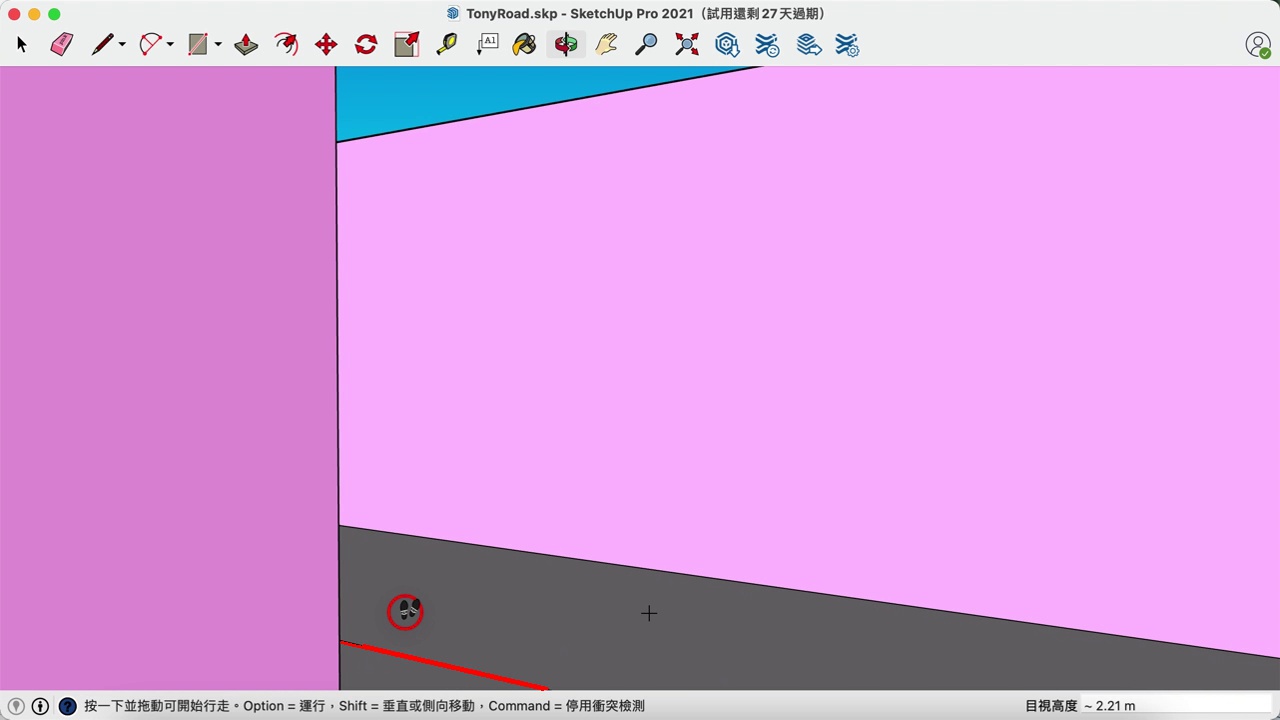 TonyRoad.skp - SketchUp Pro 2021（試用還剩 27 天過期）
A1
按一下並拖動可開始行走。Option = 運行，Shift = 垂直或側向移動，Command = 停用衝突檢測
目視高度 ~ 2.21 m